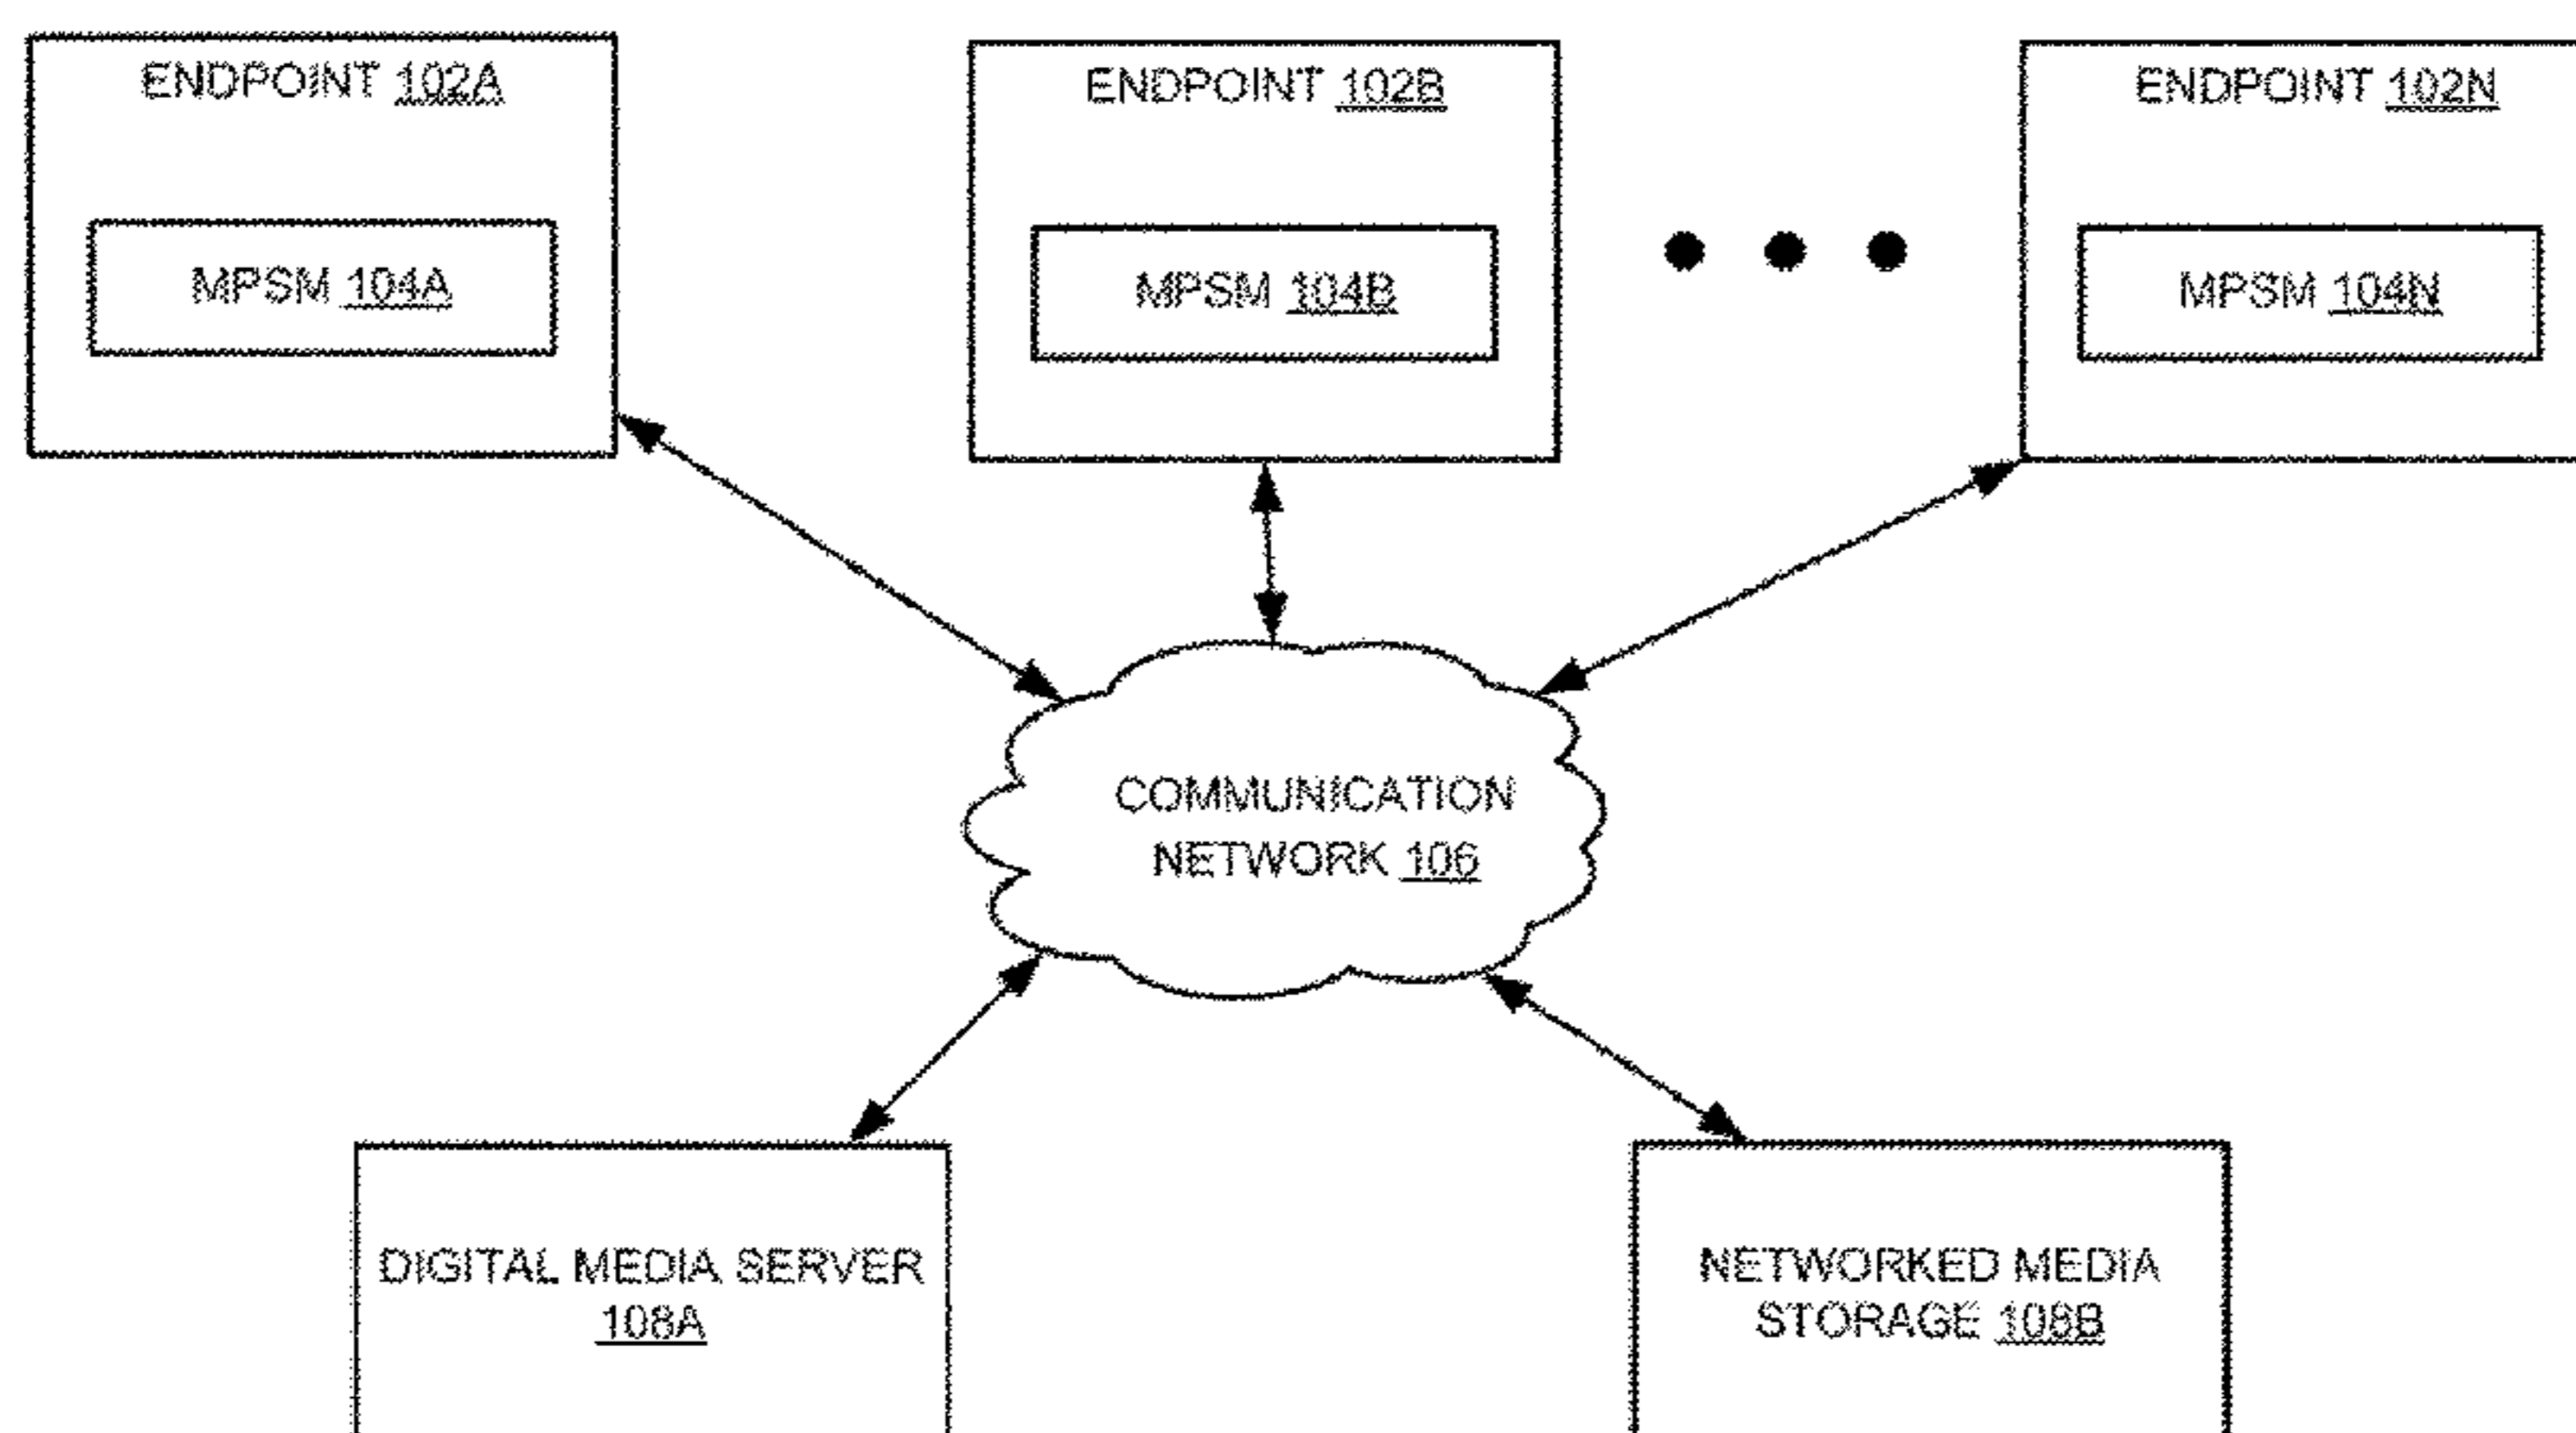 ENDPOINT 102A
ENDPOINT 102B
ENDPOINT 102N
MPSM 104A
MPSM 104B
MPSM 104N
COMMUNICATION
NETWORK 106
DIGITAL MEDIA SERVER
108A
NETWORKED MEDIA
STORAGE 108B